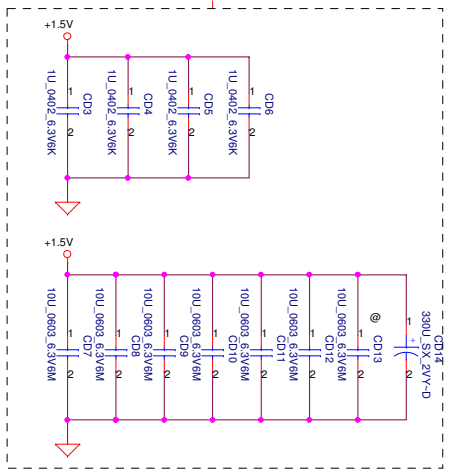 +1.5V
1U_0402_6.3V6K
1
2
CD3
1U_0402_6.3V6K
1
2
CD4
1U_0402_6.3V6K
1
2
CD5
1U_0402_6.3V6K
1
2
CD6
+1.5V
10U_0603_6.3V6M
1
2
CD7
10U_0603_6.3V6M
1
2
CD8
10U_0603_6.3V6M
1
2
CD9
10U_0603_6.3V6M
1
2
CD10
10U_0603_6.3V6M
1
2
CD11
10U_0603_6.3V6M
1
2
CD12
10U_0603_6.3V6M
1
2
CD13
@
1
+
2
CD14
330U_SX_2VY~D